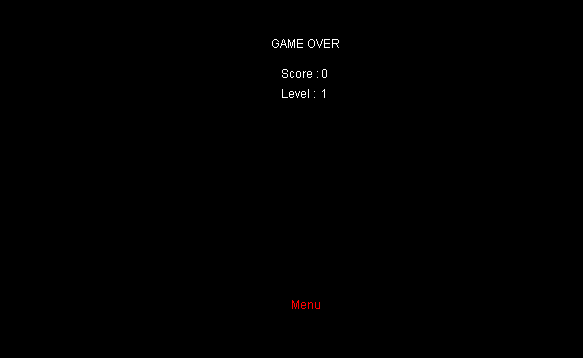 GAME OVER
Score : 0
Level : 1
Menu